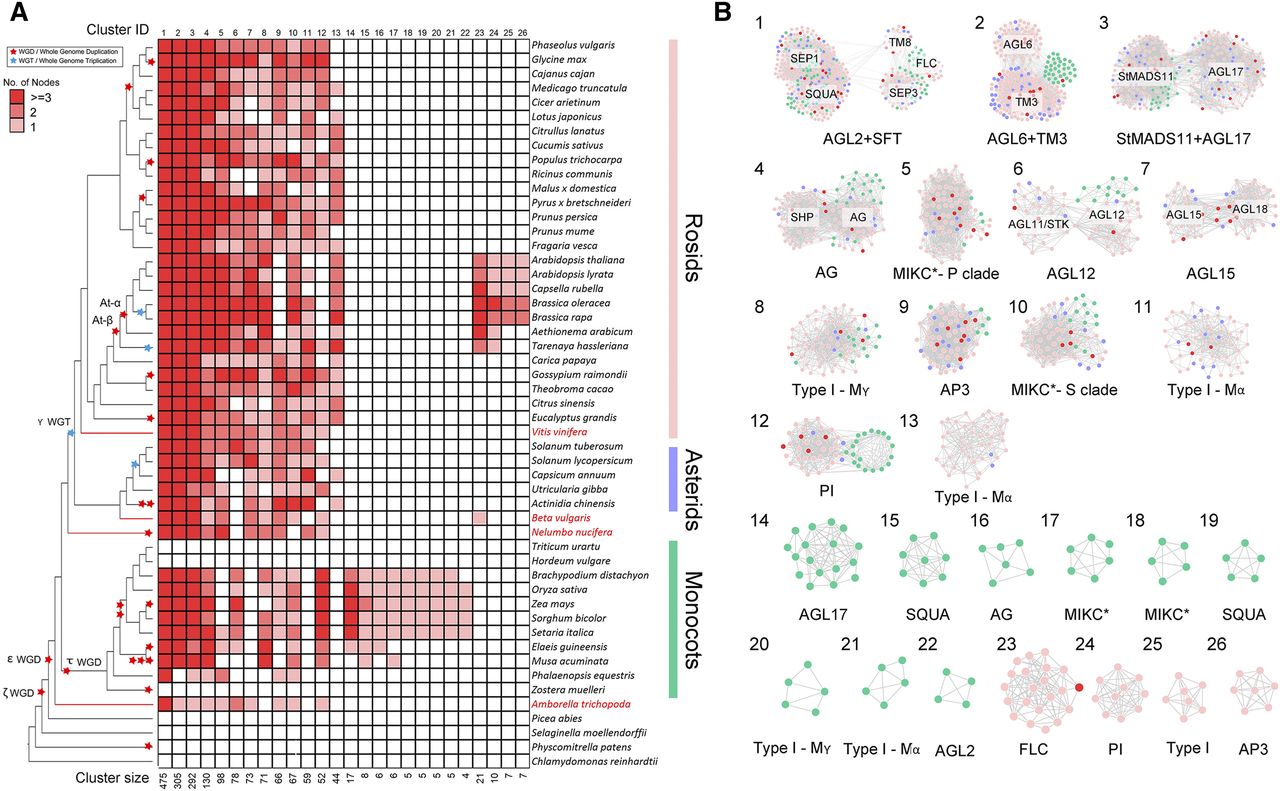 A
Cluster ID
1 2 3 4 5 6 7 8 9 10 11 12 13 14 15 16 17 18 19 20 21 22 23 24 25 26
WGD / Whole Genome Duplication
WGT / Whole Genome Triplication
No. of Nodes
>=3
2
1
Phaseolus vulgaris
Glycine max
Cajanus cajan
Medicago truncatula
Cicer arietinum
Lotus japonicus
Citrullus lanatus
Cucumis sativus
Populus trichocarpa
Ricinus communis
Malus x domestica
Pyrus x bretschneideri
Prunus persica
Prunus mume
Fragaria vesca
Arabidopsis thaliana
Arabidopsis lyrata
Capsella rubella
Brassica oleracea
Brassica rapa
Aethionema arabicum
Tarenaya hassleriana
Carica papaya
Gossypium raimondii
Theobroma cacao
Citrus sinensis
Eucalyptus grandis
Vitis vinifera
Solanum tuberosum
Solanum lycopersicum
Capsicum annuum
Utricularia gibba
Actinidia chinensis
Beta vulgaris
Nelumbo nucifera
Triticum urartu
Hordeum vulgare
Brachypodium distachyon
Oryza sativa
Zea mays
Sorghum bicolor
Setaria italica
Elaeis guineensis
Musa acuminata
Phalaenopsis equestris
Zostera muelleri
Amborella trichopoda
Picea abies
Selaginella moellendorffii
Physcomitrella patens
Chlamydomonas reinhardtii
At-α
At-β
γ WGT
ε WGD
τ WGD
ζ WGD
Cluster size
475 305 292 130 98 78 73 71 66 67 59 52 44 17 8 6 6 5 5 5 5 4 21 10 7 7
Rosids
Asterids
Monocots
B
1
SEP1
SQUA
TM8
FLC
SEP3
AGL2+SFT
2
AGL6
TM3
AGL6+TM3
3
StMADS11
AGL17
StMADS11+AGL17
4
SHP
AG
AG
5
MIKC*- P clade
6
AGL11/STK
AGL12
AGL12
7
AGL15
AGL18
AGL15
8
Type I - Mγ
9
AP3
10
MIKC*- S clade
11
Type I - Mα
12
PI
13
Type I - Mα
14
AGL17
15
SQUA
16
AG
17
MIKC*
18
MIKC*
19
SQUA
20
Type I - Mγ
21
Type I - Mα
22
AGL2
23
FLC
24
PI
25
Type I
26
AP3